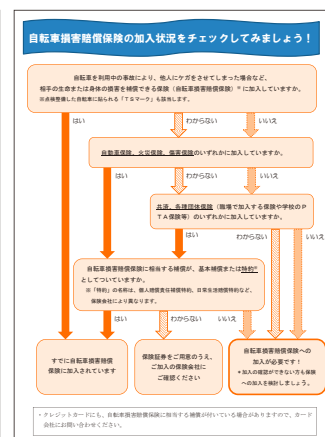 自転車損害賠償保険の加入状況をチェックしてみましょう！
自転車を利用中の事故により、他人にケガをさせてしまった場合など、
相手の生命または身体の損害を補償できる保険（自転車損害賠償保険）※に加入していますか。
※点検整備した自転車に貼られる「TSマーク」も該当します。
はい
わからない
いいえ
自動車保険、火災保険、傷害保険のいずれかに加入していますか。
はい
わからない
いいえ
共済、各種団体保険（職場で加入する保険や学校のP
TA保険等）のいずれかに加入していますか。
はい
わからない
いいえ
自転車損害賠償保険に相当する補償が、基本補償または特約※
としてついていますか。
※「特約」の名称は、個人賠償責任補償特約、日常生活賠償特約など、
保険会社により異なります。
はい
わからない
いいえ
すでに自転車損害賠償
保険に加入されています
保険証券をご用意のうえ、
ご加入の保険会社に
ご確認ください
自転車損害賠償保険への
加入が必要です！
＊加入の確認ができない方も保険
への加入を検討しましょう。
・クレジットカードにも、自転車損害賠償保険に相当する補償が付いている場合がありますので、カード
会社にお問い合わせください。